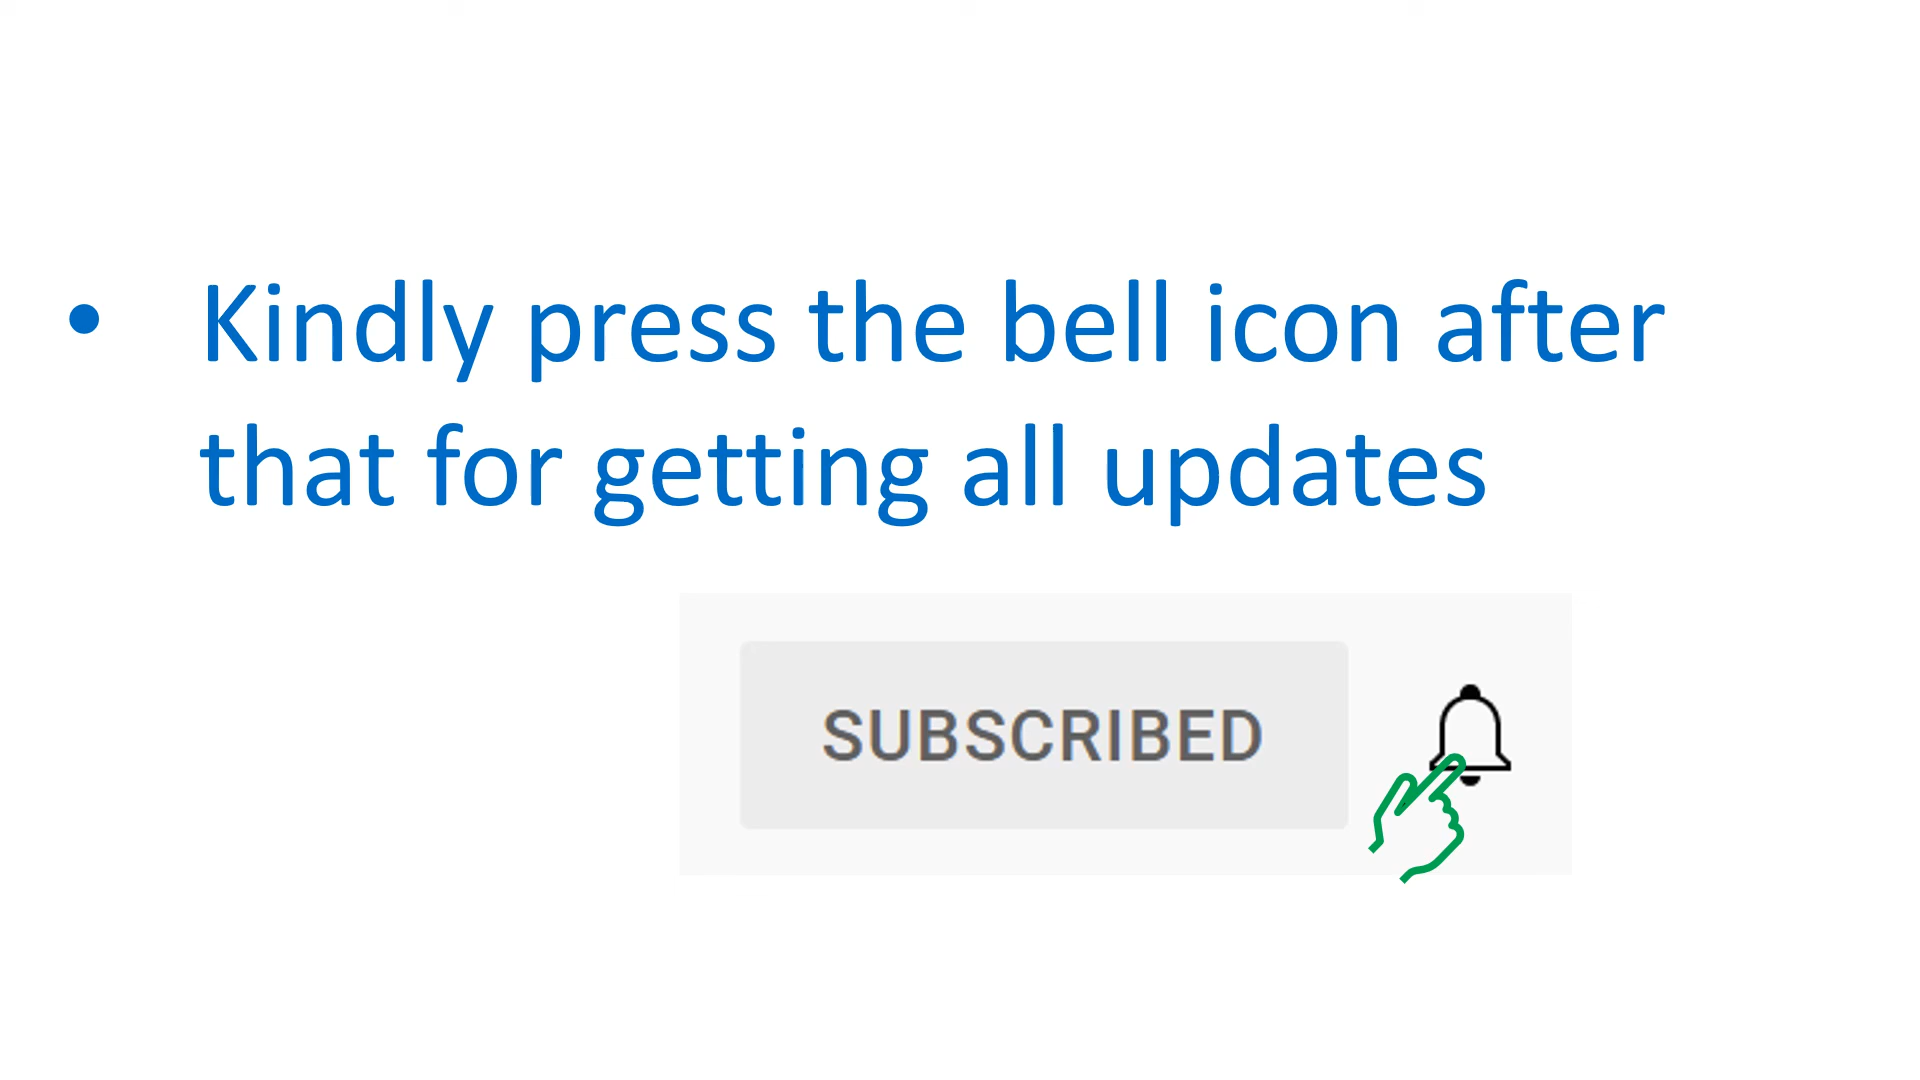 • Kindly press the bell icon after
that for getting all updates
SUBSCRIBED